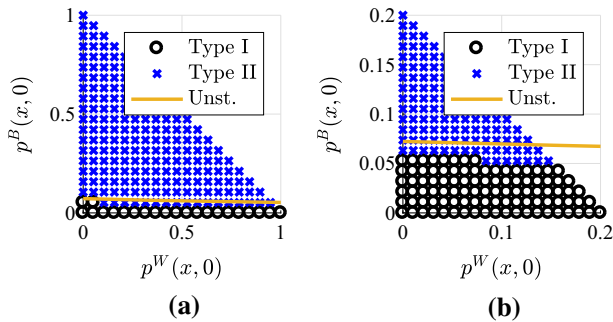 1
0.5
0
p^B(x, 0)
Type I
Type II
Unst.
0
0.5
1
p^W(x, 0)
(a)
0.2
0.15
0.1
0.05
0
p^B(x, 0)
Type I
Type II
Unst.
0
0.1
0.2
p^W(x, 0)
(b)